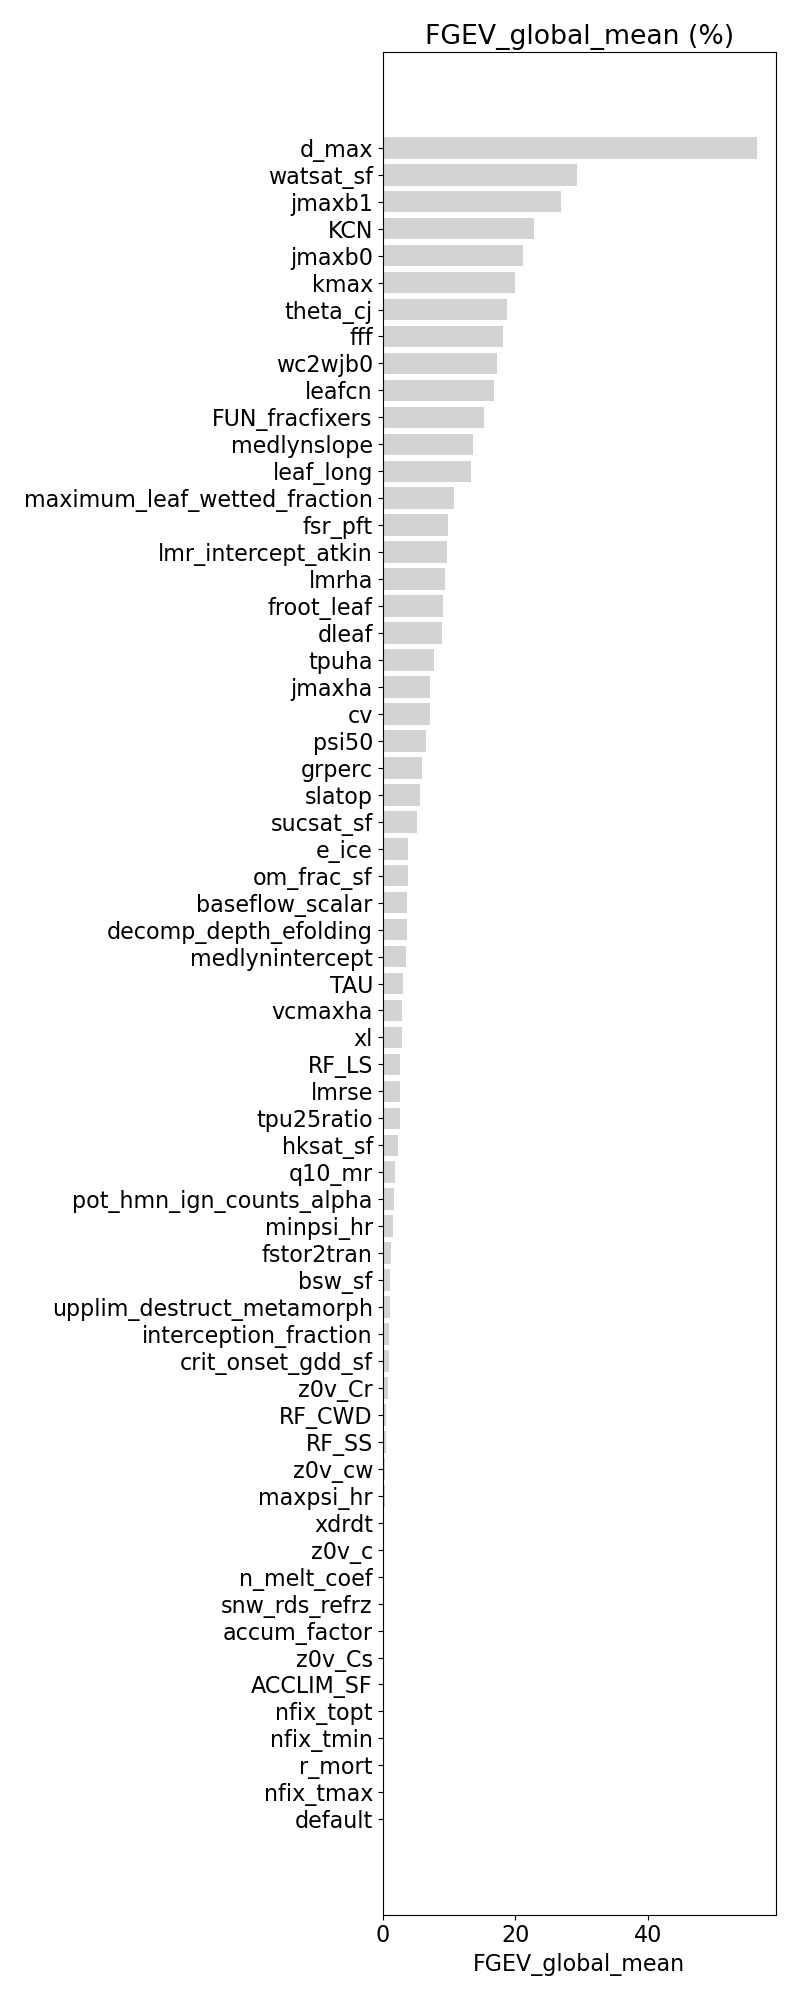 FGEV_global_mean (%)
d_max
watsat_sf
jmaxb1
KCN
jmaxb0
kmax
theta_cj
fff
wc2wjb0
leafcn
FUN_fracfixers
medlynslope
leaf_long
maximum_leaf_wetted_fraction
fsr_pft
lmr_intercept_atkin
lmrha
froot_leaf
dleaf
tpuha
jmaxha
cv
psi50
grperc
slatop
sucsat_sf
e_ice
om_frac_sf
baseflow_scalar
decomp_depth_efolding
medlynintercept
TAU
vcmaxha
xl
RF_LS
lmrse
tpu25ratio
hksat_sf
q10_mr
pot_hmn_ign_counts_alpha
minpsi_hr
fstor2tran
bsw_sf
upplim_destruct_metamorph
interception_fraction
crit_onset_gdd_sf
z0v_Cr
RF_CWD
RF_SS
z0v_cw
maxpsi_hr
xdrdt
z0v_c
n_melt_coef
snw_rds_refrz
accum_factor
z0v_Cs
ACCLIM_SF
nfix_topt
nfix_tmin
r_mort
nfix_tmax
default
0 20 40
FGEV_global_mean